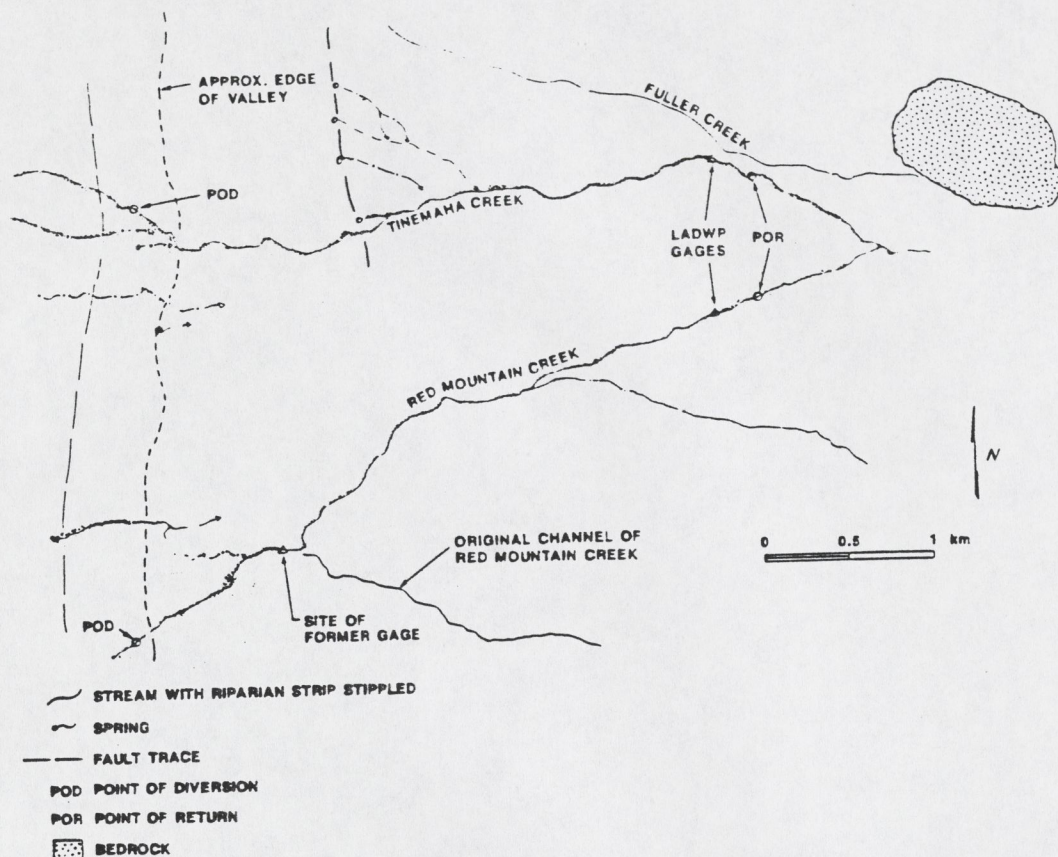 APPROX. EDGE
OF VALLEY
FULLER CREEK
POD
TINEMAHA CREEK
LADWP
GAGES
POR
RED MOUNTAIN CREEK
N
ORIGINAL CHANNEL OF
RED MOUNTAIN CREEK
0 0.5 1 km
POD
SITE OF
FORMER GAGE
STREAM WITH RIPARIAN STRIP STIPPLED
SPRING
FAULT TRACE
POD POINT OF DIVERSION
POR POINT OF RETURN
BEDROCK